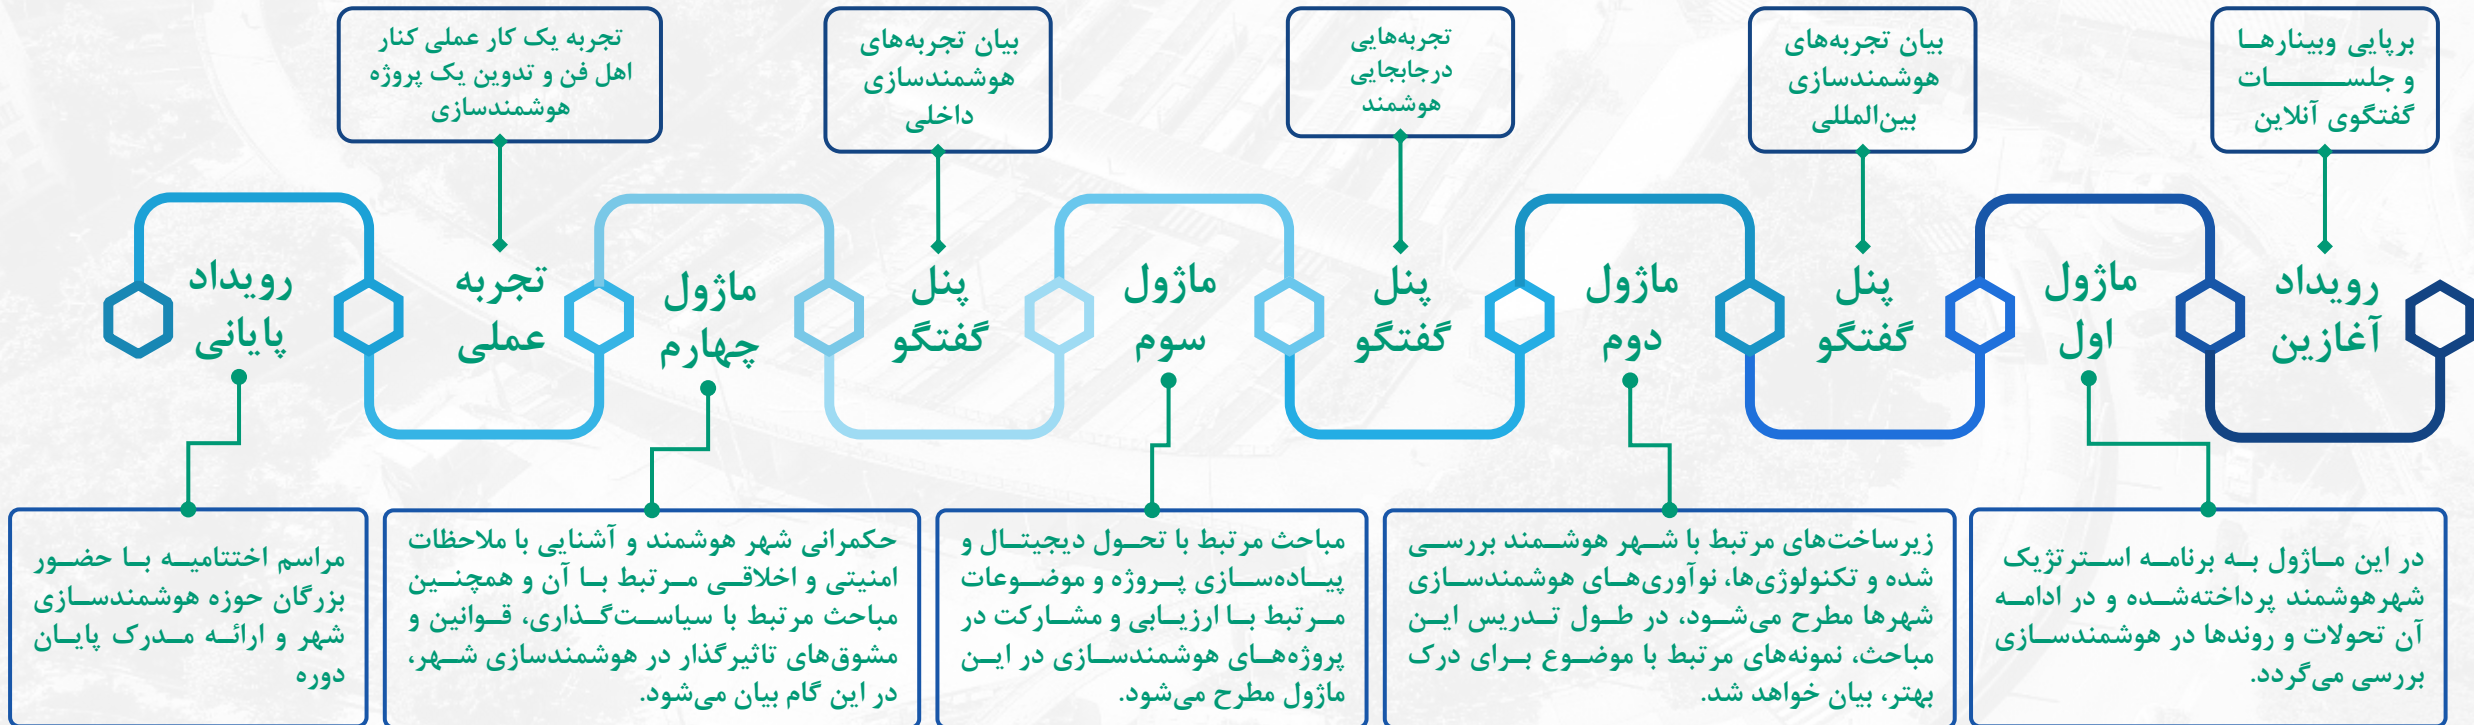 برپایی وبینارها
و جلسات
گفتگوی آنلاین
رویداد
آغازین
ماژول
اول
در این ماژول به برنامه استرتژیک
شهرهوشمند پرداخته‌شده و در ادامه
آن تحولات و روندها در هوشمندسازی
بررسی می‌گردد.
بیان تجربه‌های
هوشمندسازی
بین‌المللی
پنل
گفتگو
ماژول
دوم
زیرساخت‌های مرتبط با شهر هوشمند بررسی
شده و تکنولوژی‌ها، نوآوری‌های هوشمندسازی
شهرها مطرح می‌شود، در طول تدریس این
مباحث، نمونه‌های مرتبط با موضوع برای درک
بهتر، بیان خواهد شد.
تجربه‌هایی
درجابجایی
هوشمند
پنل
گفتگو
ماژول
سوم
مباحث مرتبط با تحول دیجیتال و
پیاده‌سازی پروژه و موضوعات
مرتبط با ارزیابی و مشارکت در
پروژه‌های هوشمندسازی در این
ماژول مطرح می‌شود.
بیان تجربه‌های
هوشمندسازی
داخلی
پنل
گفتگو
ماژول
چهارم
حکمرانی شهر هوشمند و آشنایی با ملاحظات
امنیتی و اخلاقی مرتبط با آن و همچنین
مباحث مرتبط با سیاست‌گذاری، قوانین و
مشوق‌های تاثیرگذار در هوشمندسازی شهر،
در این گام بیان می‌شود.
تجربه یک کار عملی کنار
اهل فن و تدوین یک پروژه
هوشمندسازی
تجربه
عملی
رویداد
پایانی
مراسم اختتامیه با حضور
بزرگان حوزه هوشمندسازی
شهر و ارائه مدرک پایان
دوره